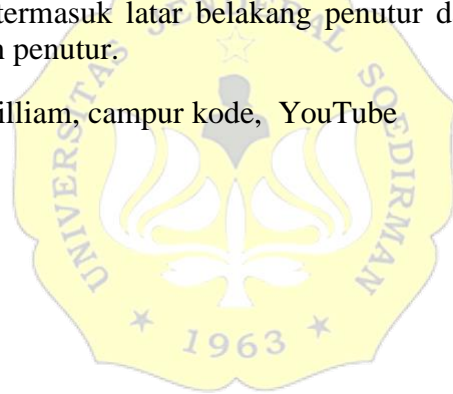 termasuk latar belakang penutur d
n penutur.
illiam, campur kode, YouTube
UNIVERSITAS JENDERAL SOEDIRMAN
1963